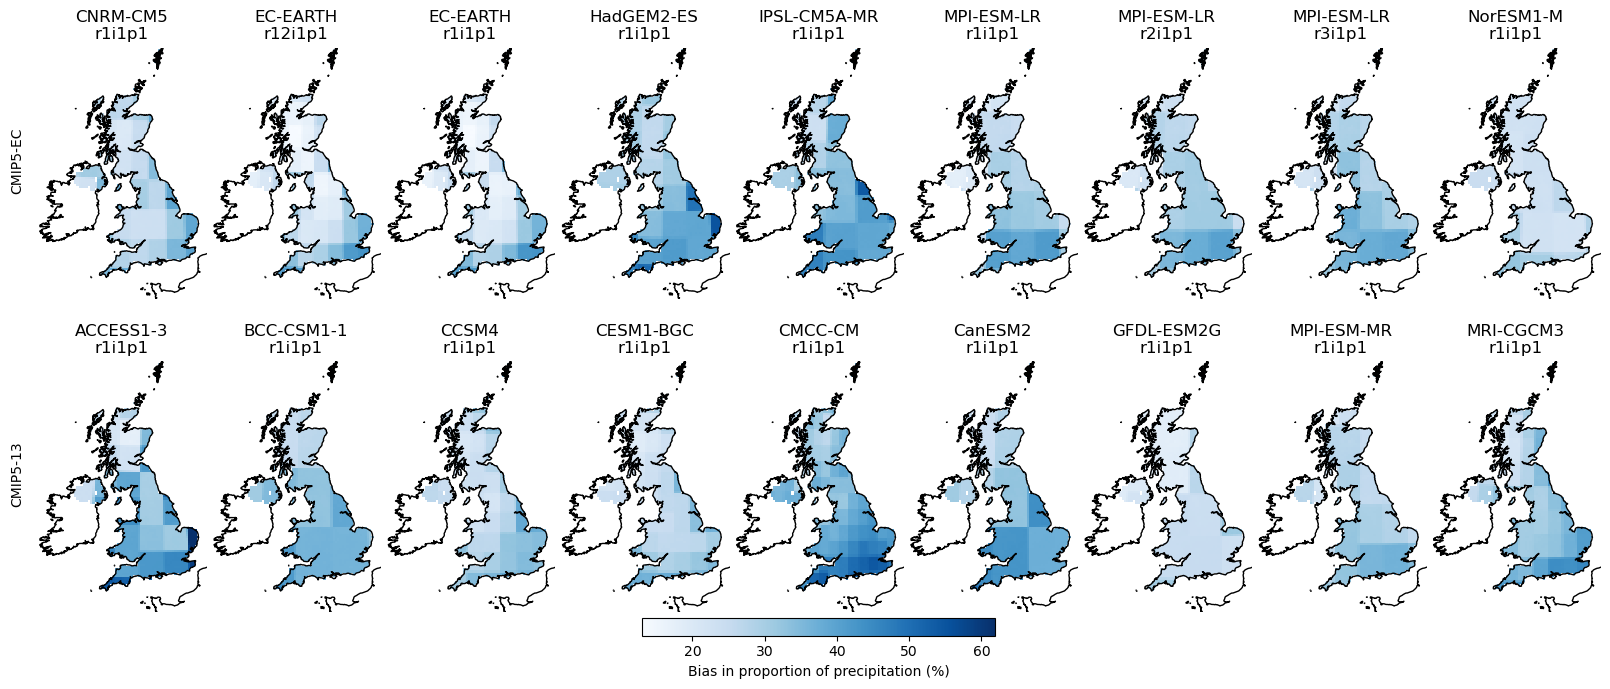 CNRM-CM5
r1i1p1
EC-EARTH
r12i1p1
EC-EARTH
r1i1p1
HadGEM2-ES
r1i1p1
IPSL-CM5A-MR
r1i1p1
MPI-ESM-LR
r1i1p1
MPI-ESM-LR
r2i1p1
MPI-ESM-LR
r3i1p1
NorESM1-M
r1i1p1
CMIP5-EC
ACCESS1-3
r1i1p1
BCC-CSM1-1
r1i1p1
CCSM4
r1i1p1
CESM1-BGC
r1i1p1
CMCC-CM
r1i1p1
CanESM2
r1i1p1
GFDL-ESM2G
r1i1p1
MPI-ESM-MR
r1i1p1
MRI-CGCM3
r1i1p1
CMIP5-13
20 30 40 50 60
Bias in proportion of precipitation (%)